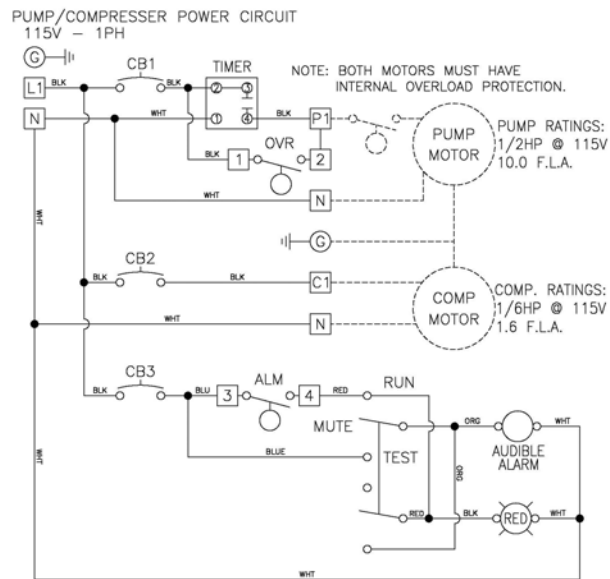 PUMP/COMPRESSER POWER CIRCUIT
115V - 1PH
G
L1
BLK
CB1
BLK
TIMER
2
3
1
4
NOTE: BOTH MOTORS MUST HAVE
INTERNAL OVERLOAD PROTECTION.
N
WHT
BLK
P1
PUMP
MOTOR
PUMP RATINGS:
1/2HP @ 115V
10.0 F.L.A.
OVR
BLK
1
2
WHT
N
WHT
G
CB2
BLK
BLK
C1
COMP
MOTOR
COMP. RATINGS:
1/6HP @ 115V
1.6 F.L.A.
WHT
N
CB3
BLK
BLU
3
ALM
4
RED
RUN
MUTE
ORG
WHT
AUDIBLE
ALARM
TEST
BLUE
ORG
WHT
RED
BLK
RED
WHT
WHT